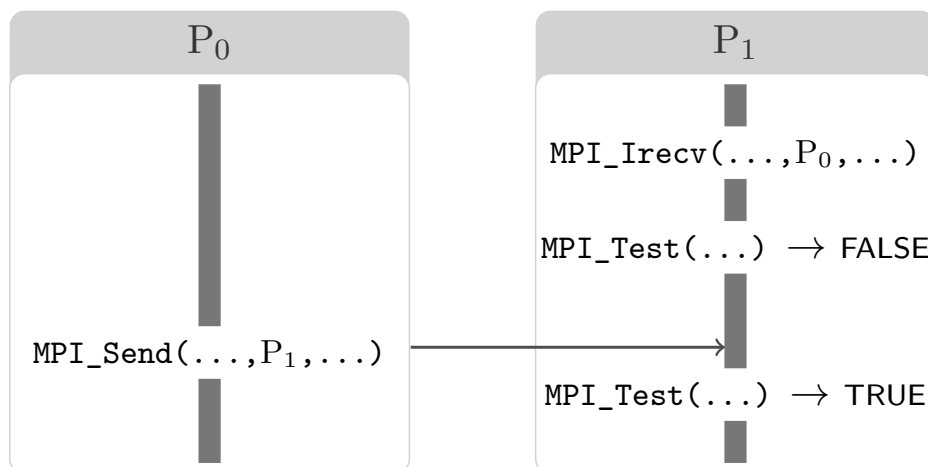 P₀
P₁
MPI_Irecv(...,P₀,...)
MPI_Test(...) → FALSE
MPI_Send(...,P₁,...)
MPI_Test(...) → TRUE